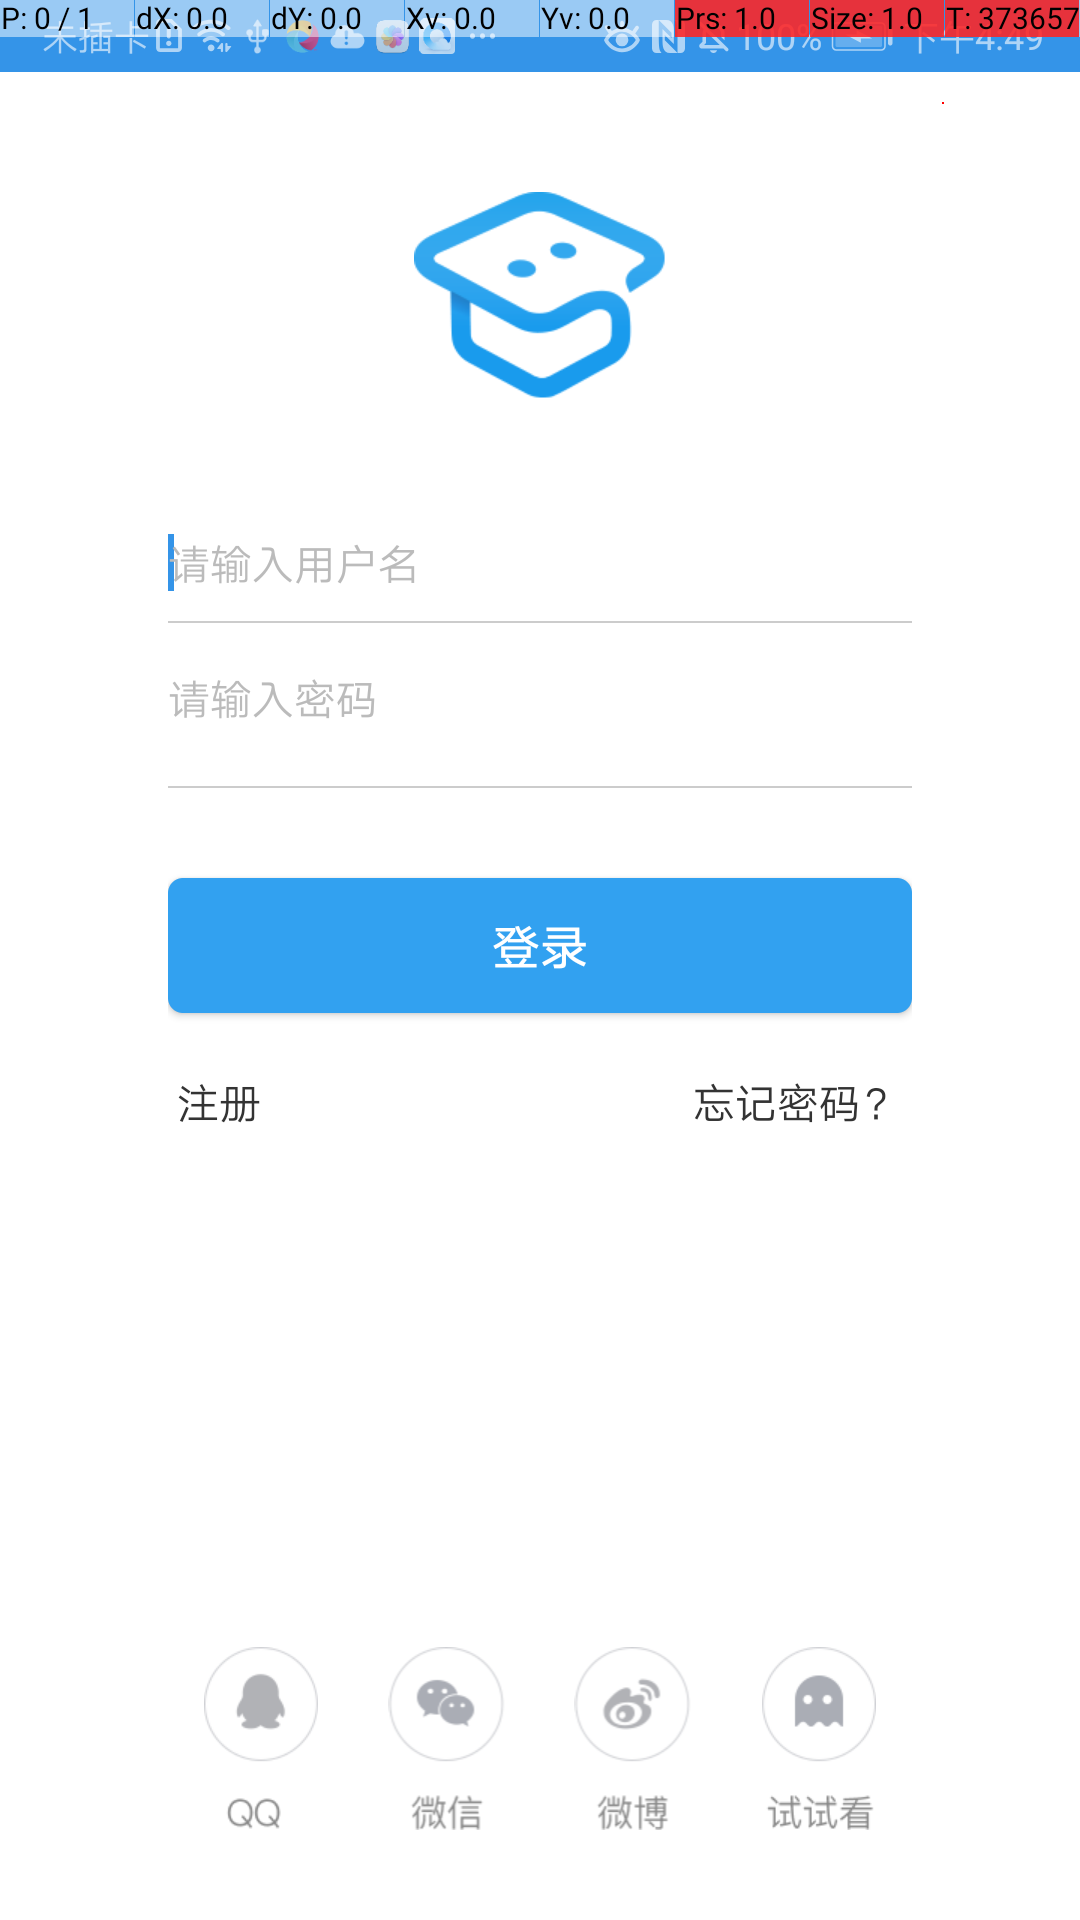 P: 0 / 1 dX: 0.0 dY: 0.0 Xv: 0.0 Yv: 0.0 Prs: 1.0 Size: 1.0 T: 373657
未插卡 100% 下午4:49
请输入用户名
请输入密码
登录
注册 忘记密码?
QQ 微信 微博 试试看